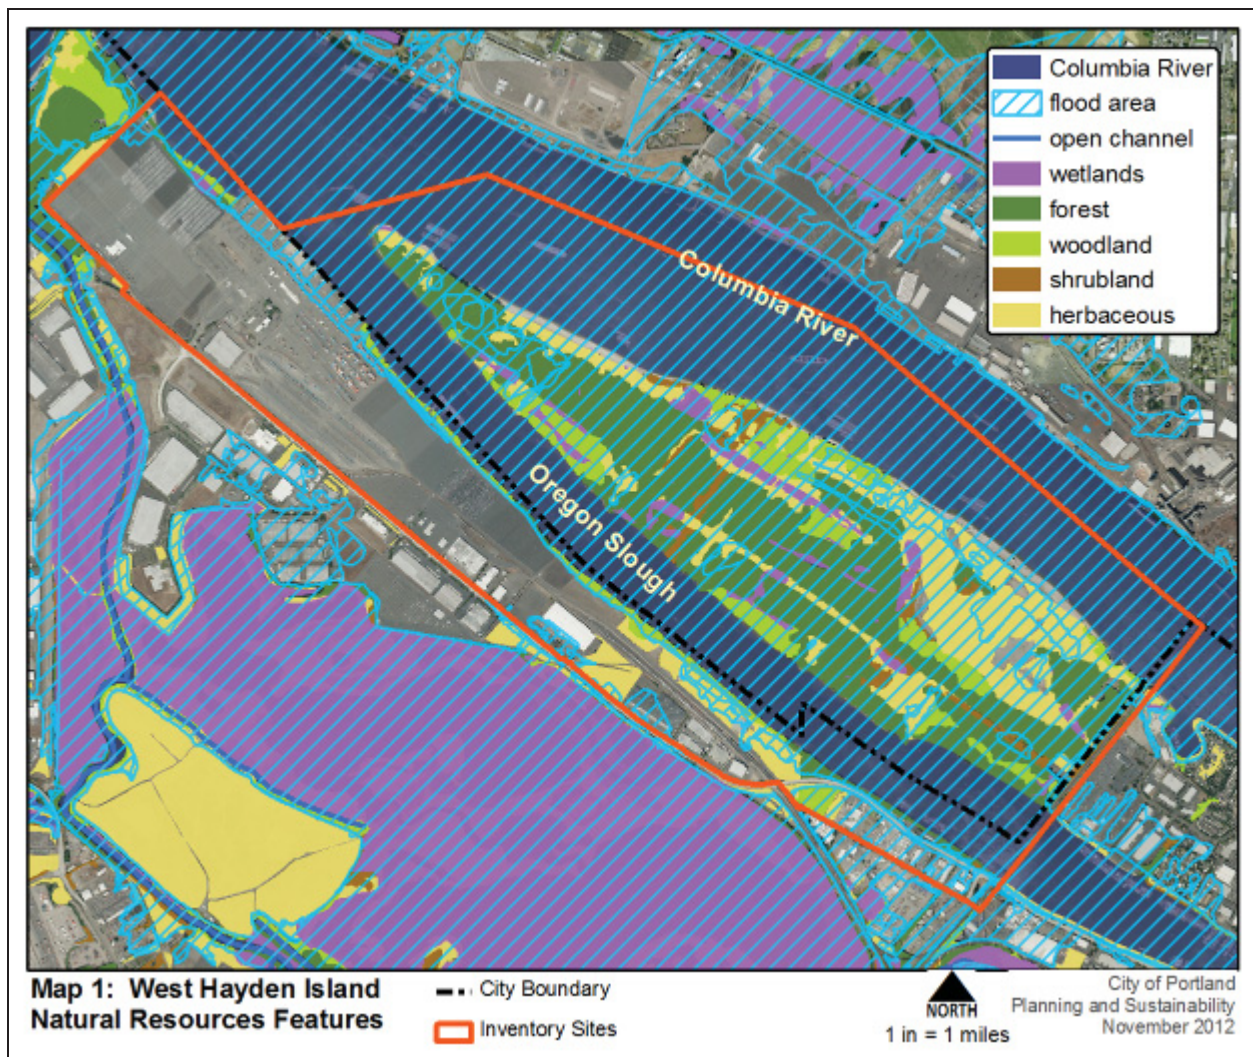 Columbia River
flood area
open channel
wetlands
forest
woodland
shrubland
herbaceous
Columbia River
Oregon Slough
Map 1: West Hayden Island
Natural Resources Features
City Boundary
Inventory Sites
NORTH
1 in = 1 miles
City of Portland
Planning and Sustainability
November 2012